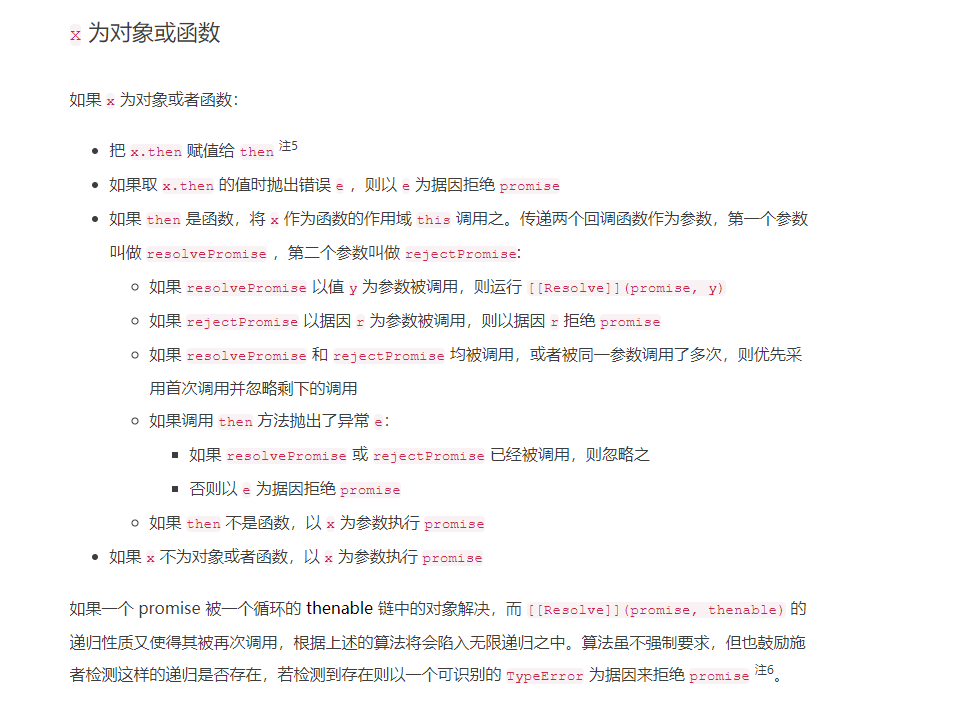 x 为对象或函数
如果 x 为对象或者函数：
把 x.then 赋值给 then 注5
如果取 x.then 的值时抛出错误 e ，则以 e 为据因拒绝 promise
如果 then 是函数，将 x 作为函数的作用域 this 调用之。传递两个回调函数作为参数，第一个参数
叫做 resolvePromise ，第二个参数叫做 rejectPromise:
如果 resolvePromise 以值 y 为参数被调用，则运行 [[Resolve]](promise, y)
如果 rejectPromise 以据因 r 为参数被调用，则以据因 r 拒绝 promise
如果 resolvePromise 和 rejectPromise 均被调用，或者被同一参数调用了多次，则优先采
用首次调用并忽略剩下的调用
如果调用 then 方法抛出了异常 e：
如果 resolvePromise 或 rejectPromise 已经被调用，则忽略之
否则以 e 为据因拒绝 promise
如果 then 不是函数，以 x 为参数执行 promise
如果 x 不为对象或者函数，以 x 为参数执行 promise
如果一个 promise 被一个循环的 thenable 链中的对象解决，而 [[Resolve]](promise, thenable) 的
递归性质又使得其被再次调用，根据上述的算法将会陷入无限递归之中。算法虽不强制要求，但也鼓励施
者检测这样的递归是否存在，若检测到存在则以一个可识别的 TypeError 为据因来拒绝 promise 注6。